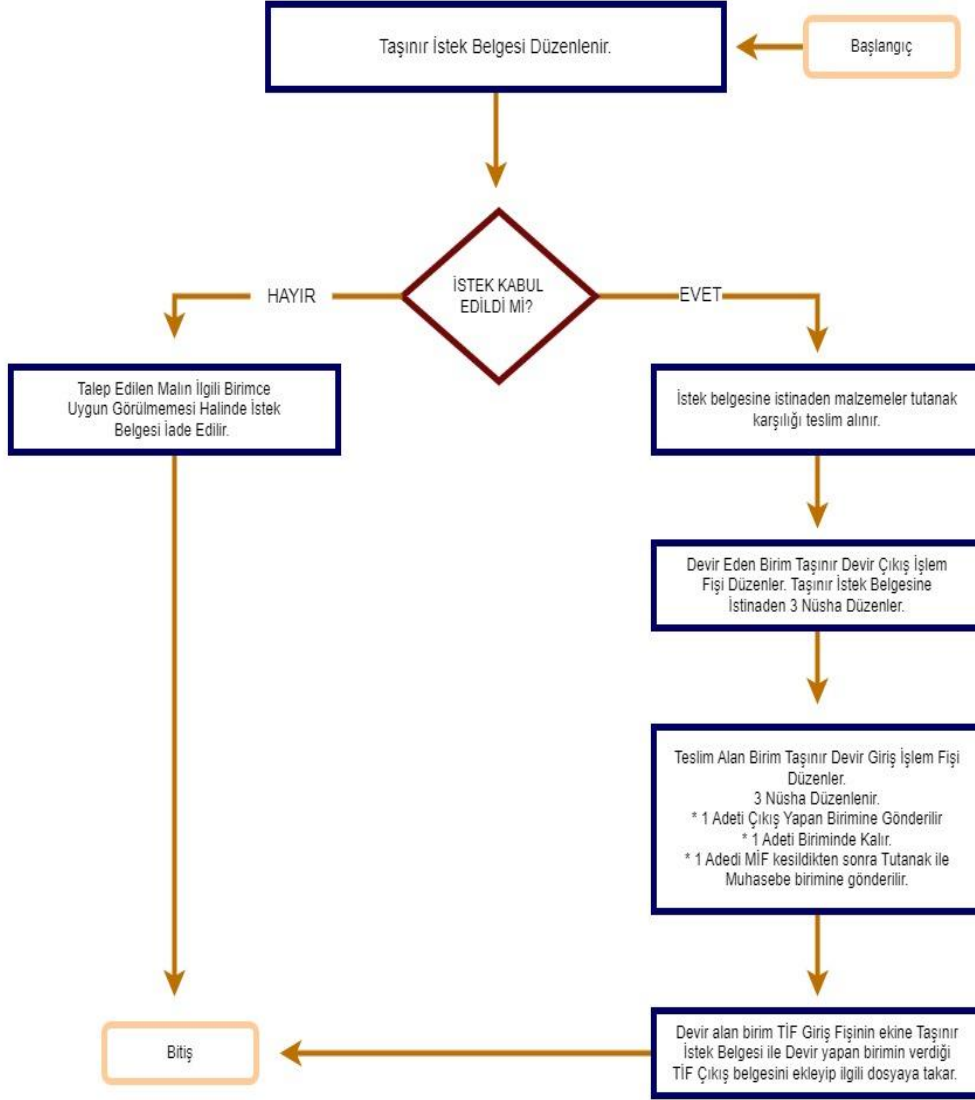 Taşınır İstek Belgesi Düzenlenir.
Başlangıç
İSTEK KABUL
EDİLDİ Mİ?
HAYIR
EVET
Talep Edilen Malın İlgili Birimce
Uygun Görülmemesi Halinde İstek
Belgesi İade Edilir.
İstek belgesine istinaden malzemeler tutanak
karşılığı teslim alınır.
Devir Eden Birim Taşınır Devir Çıkış İşlem
Fişi Düzenler. Taşınır İstek Belgesine
İstinaden 3 Nüsha Düzenler.
Teslim Alan Birim Taşınır Devir Giriş İşlem Fişi
Düzenler.
3 Nüsha Düzenlenir.
* 1 Adeti Çıkış Yapan Birimine Gönderilir
* 1 Adeti Biriminde Kalır.
* 1 Adedi MİF kesildikten sonra Tutanak ile
Muhasebe birimine gönderilir.
Devir alan birim TİF Giriş Fişinin ekine Taşınır
İstek Belgesi ile Devir yapan birimin verdiği
TİF Çıkış belgesini ekleyip ilgili dosyaya takar.
Bitiş